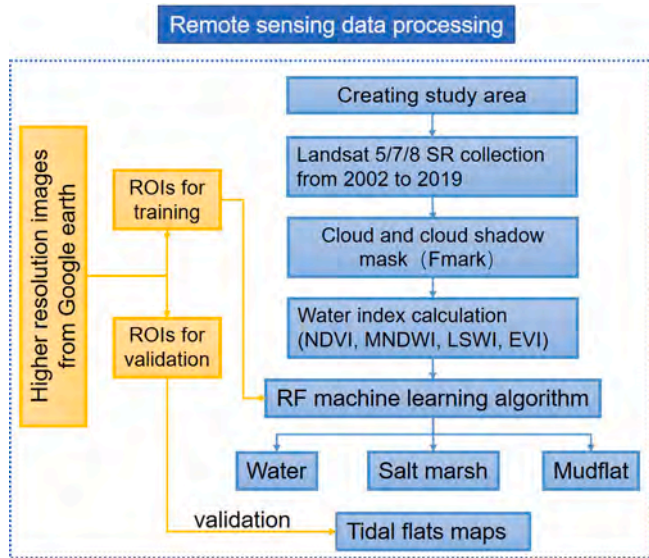 Remote sensing data processing
Creating study area
Landsat 5/7/8 SR collection
from 2002 to 2019
Cloud and cloud shadow
mask（Fmark）
Water index calculation
(NDVI, MNDWI, LSWI, EVI)
RF machine learning algorithm
Water
Salt marsh
Mudflat
Higher resolution images
from Google earth
ROIs for
training
ROIs for
validation
validation
Tidal flats maps